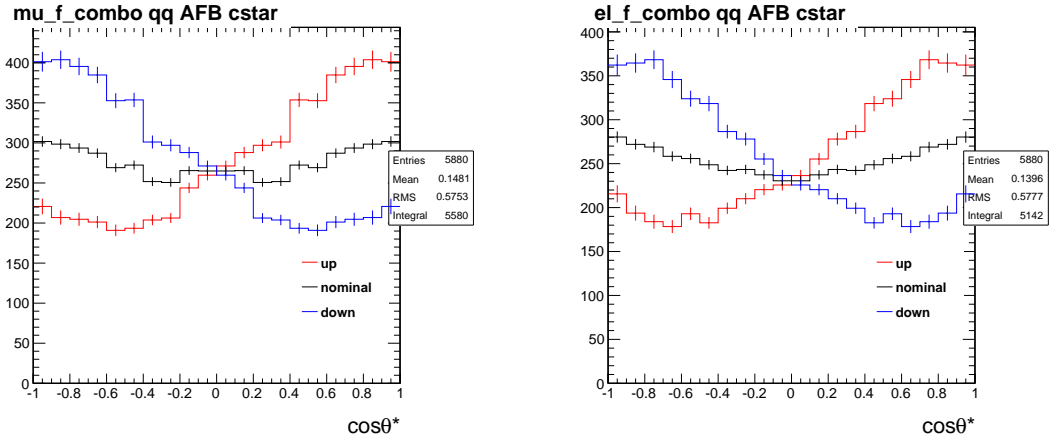 mu_f_combo qq AFB cstar
400
350
300
250
200
150
100
50
0
-1 -0.8 -0.6 -0.4 -0.2 0 0.2 0.4 0.6 0.8 1
cosθ*
Entries 5880
Mean 0.1481
RMS 0.5753
Integral 5580
up
nominal
down
el_f_combo qq AFB cstar
400
350
300
250
200
150
100
50
0
-1 -0.8 -0.6 -0.4 -0.2 0 0.2 0.4 0.6 0.8 1
cosθ*
Entries 5880
Mean 0.1396
RMS 0.5777
Integral 5142
up
nominal
down